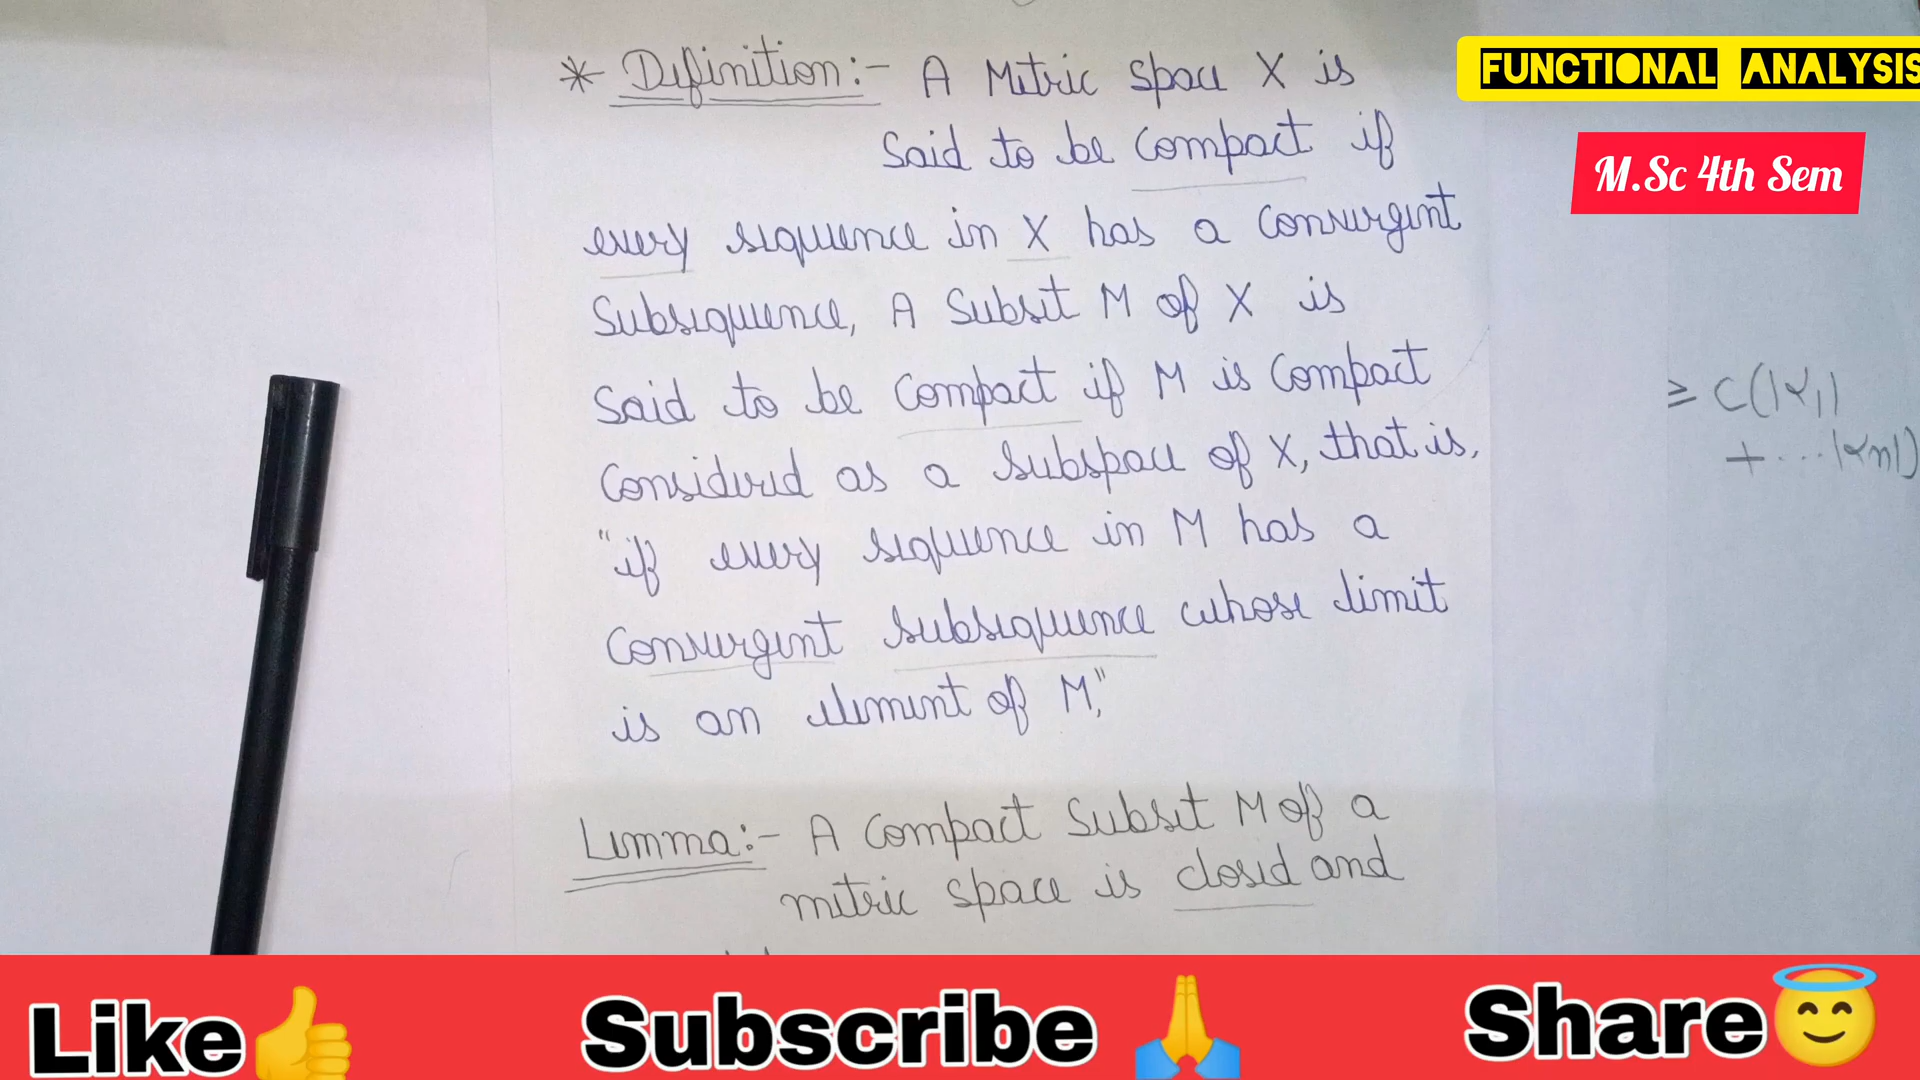 * Definition:- A Metric space X is
FUNCTIONAL ANALYSIS
said to be compact if
M.Sc 4th Sem
every sequence in X has a convergent
subsequence, A subset M of X is
said to be compact if M is compact
considered as a subspace of X, that is,
"if every sequence in M has a
convergent subsequence whose limit
is an element of M,"
≥ C(|α1|
+ ... |αn|)
Lemma:- A compact subset M of a
metric space is closed and
Like👍 Subscribe 🙏 Share😇